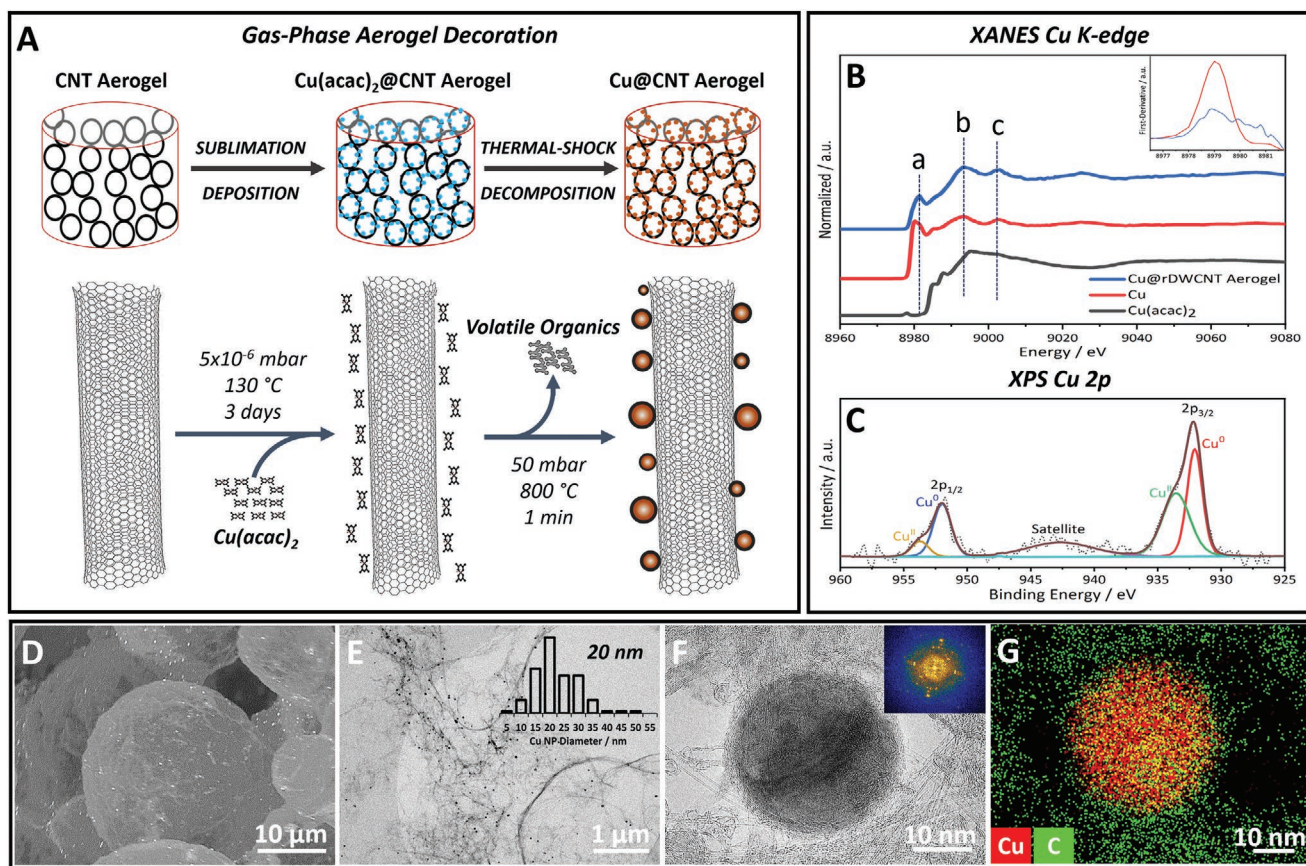 A
Gas-Phase Aerogel Decoration
CNT Aerogel
Cu(acac)₂@CNT Aerogel
Cu@CNT Aerogel
SUBLIMATION
DEPOSITION
THERMAL-SHOCK
DECOMPOSITION
5x10⁻⁶ mbar
130 °C
3 days
Cu(acac)₂
Volatile Organics
50 mbar
800 °C
1 min
XANES Cu K-edge
B
a
b
c
Normalized / a.u.
First-Derivative / a.u.
8977 8978 8979 8980 8981
Cu@rDWCNT Aerogel
Cu
Cu(acac)₂
8960 8980 9000 9020 9040 9060 9080
Energy / eV
XPS Cu 2p
C
Intensity / a.u.
2p₃/₂
Cu⁰
Cuᴵᴵ
2p₁/₂
Cu⁰
Cuᴵᴵ
Satellite
960 955 950 945 940 935 930 925
Binding Energy / eV
D
10 µm
E
20 nm
5 10 15 20 25 30 35 40 45 50 55
Cu NP-Diameter / nm
1 µm
F
10 nm
G
Cu C
10 nm